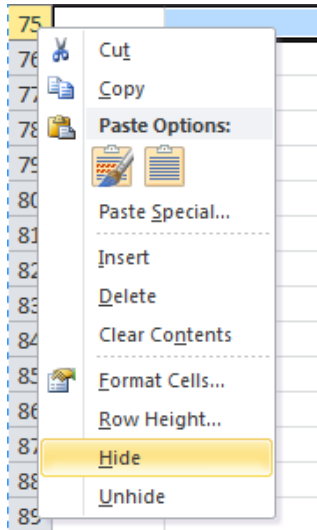 75
76
Cut
77
Copy
78
Paste Options:
79
80
Paste Special...
81
Insert
82
83
Delete
84
Clear Contents
85
Format Cells...
86
Row Height...
87
Hide
88
Unhide
89